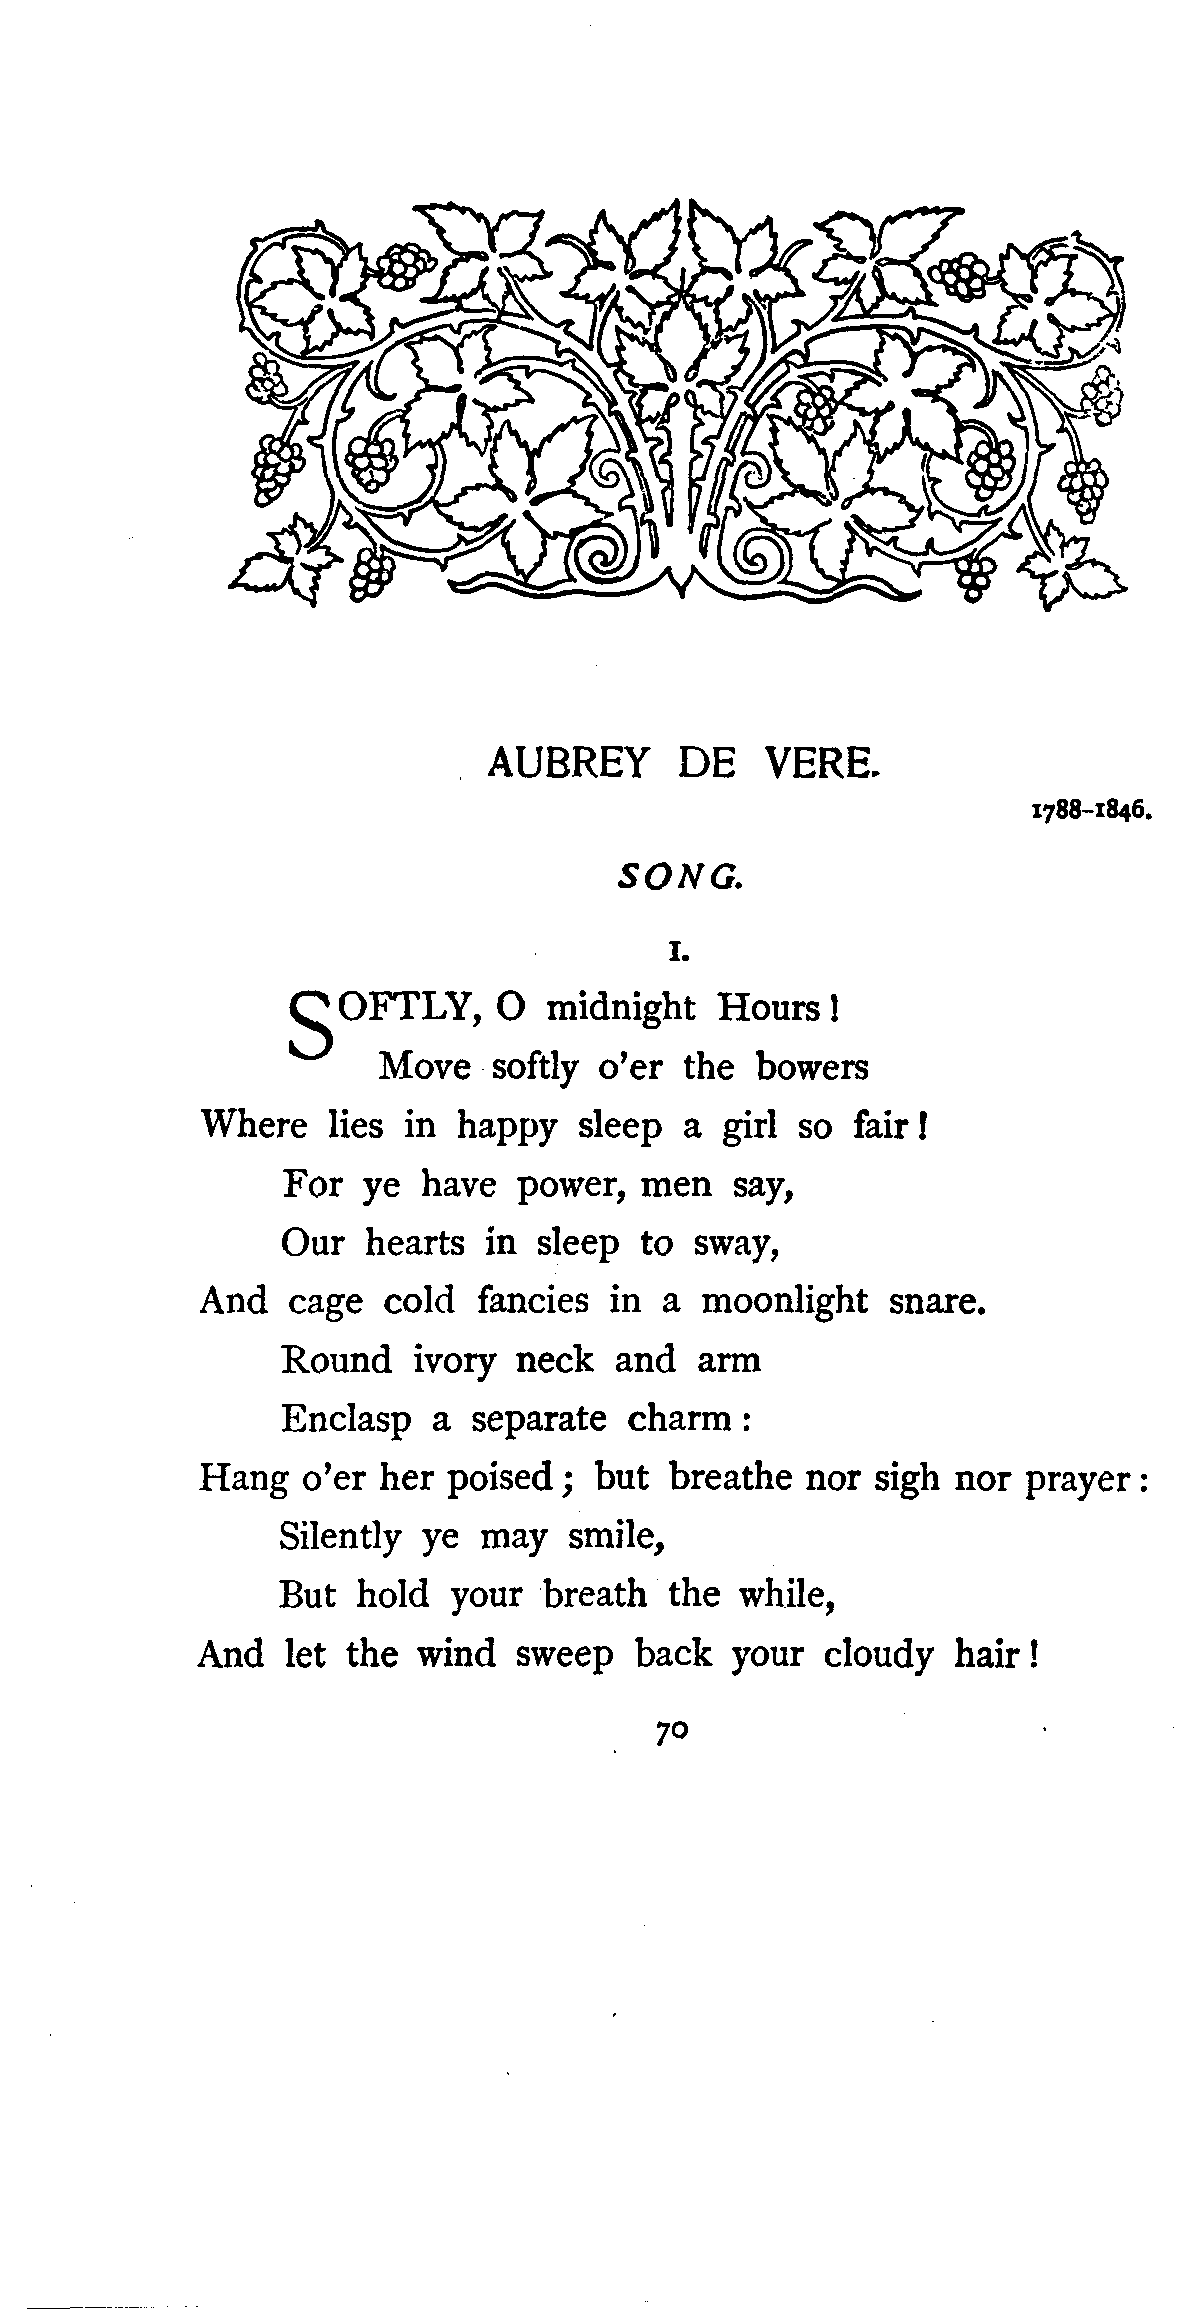 AUBREY DE VERE.
1788–1846.
SONG.
I.
SOFTLY, O midnight Hours!
Move softly o'er the bowers
Where lies in happy sleep a girl so fair!
For ye have power, men say,
Our hearts in sleep to sway,
And cage cold fancies in a moonlight snare.
Round ivory neck and arm
Enclasp a separate charm:
Hang o'er her poised; but breathe nor sigh nor prayer:
Silently ye may smile,
But hold your breath the while,
And let the wind sweep back your cloudy hair!
70